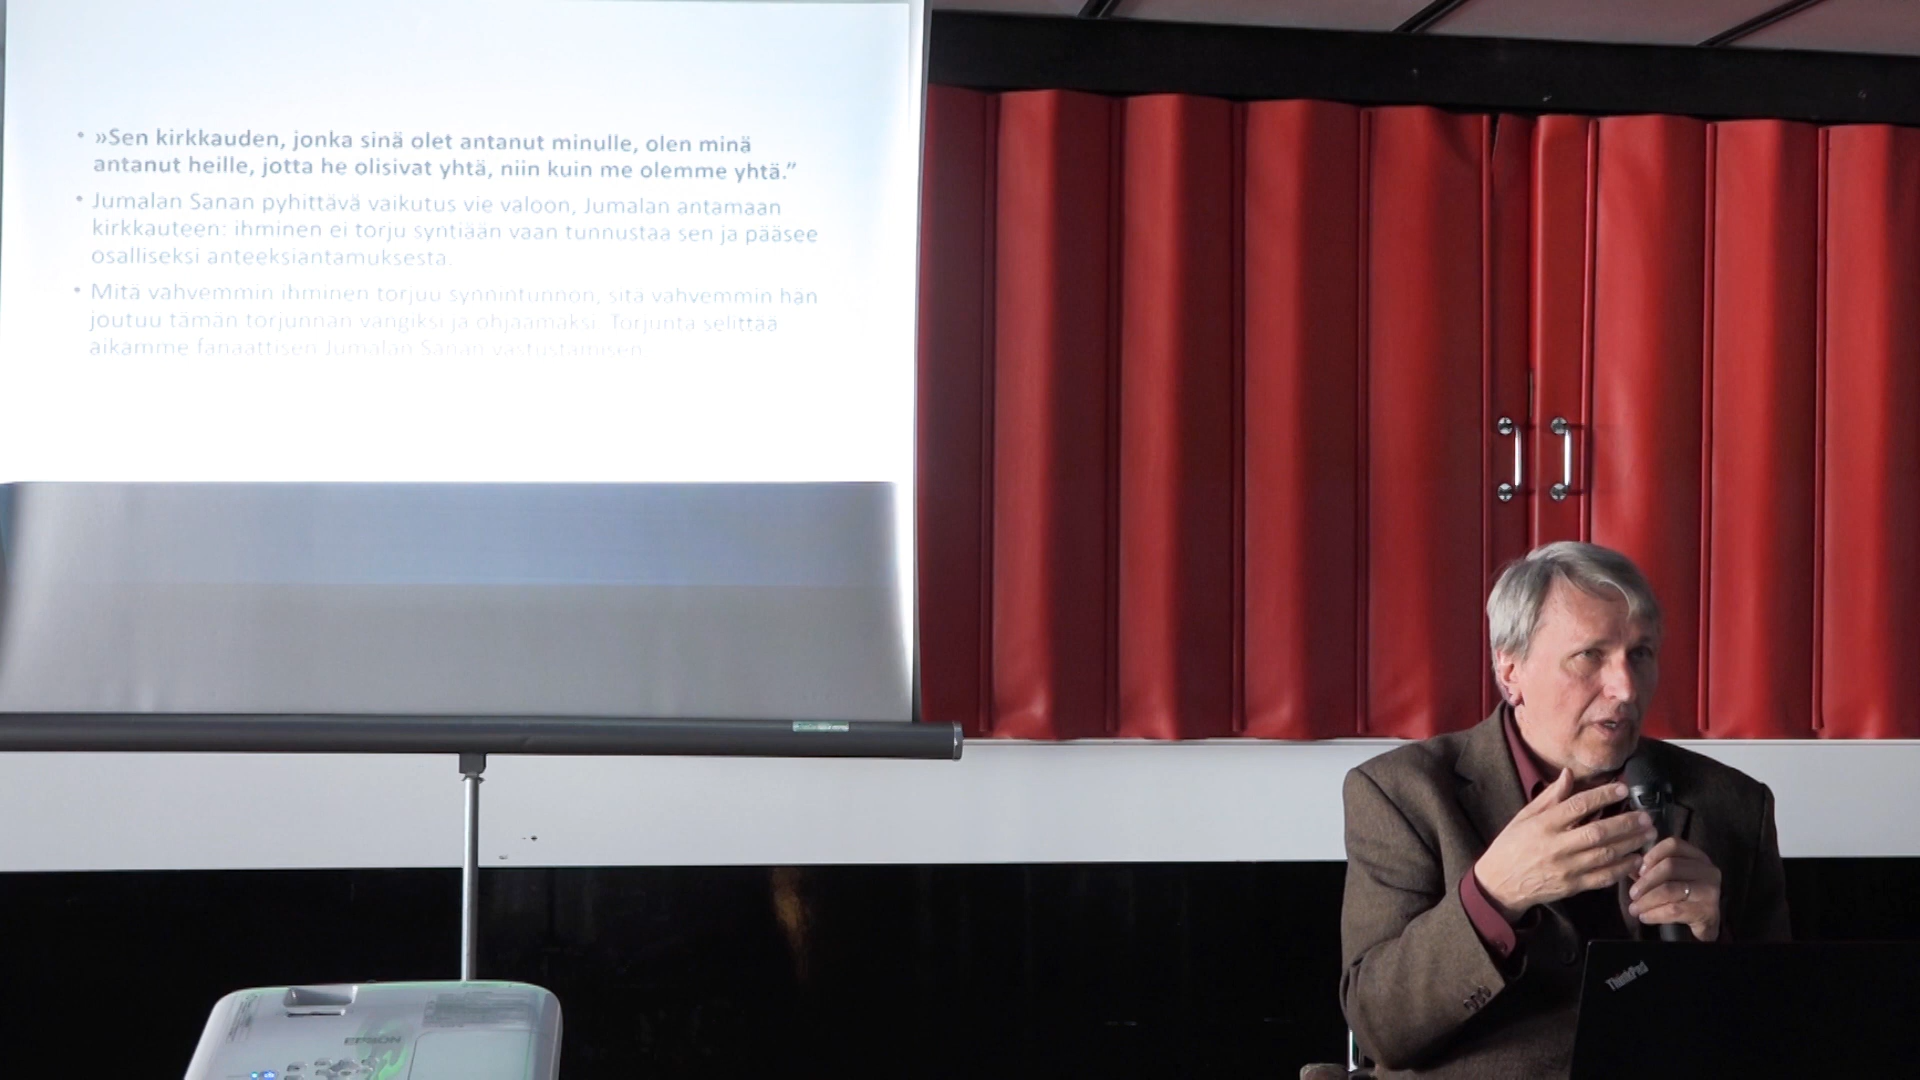 • »Sen kirkkauden, jonka sinä olet antanut minulle, olen minä
antanut heille, jotta he olisivat yhtä, niin kuin me olemme yhtä.”
• Jumalan Sanan pyhittävä vaikutus vie valoon, Jumalan antamaan
kirkkauteen: ihminen ei torju syntiään vaan tunnustaa sen ja pääsee
osalliseksi anteeksiantamuksesta.
• Mitä vahvemmin ihminen torjuu synnintunnon, sitä vahvemmin hän
joutuu tämän torjunnan vangiksi ja ohjaamaksi. Torjunta selittää
aikamme fanaattisen Jumalan Sanan vastustamisen.
ThinkPad
EPSON